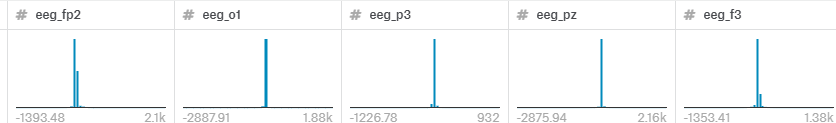 # eeg_fp2 # eeg_o1 # eeg_p3 # eeg_pz # eeg_f3
-1393.48 2.1k -2887.91 1.88k -1226.78 932 -2875.94 2.16k -1353.41 1.38k